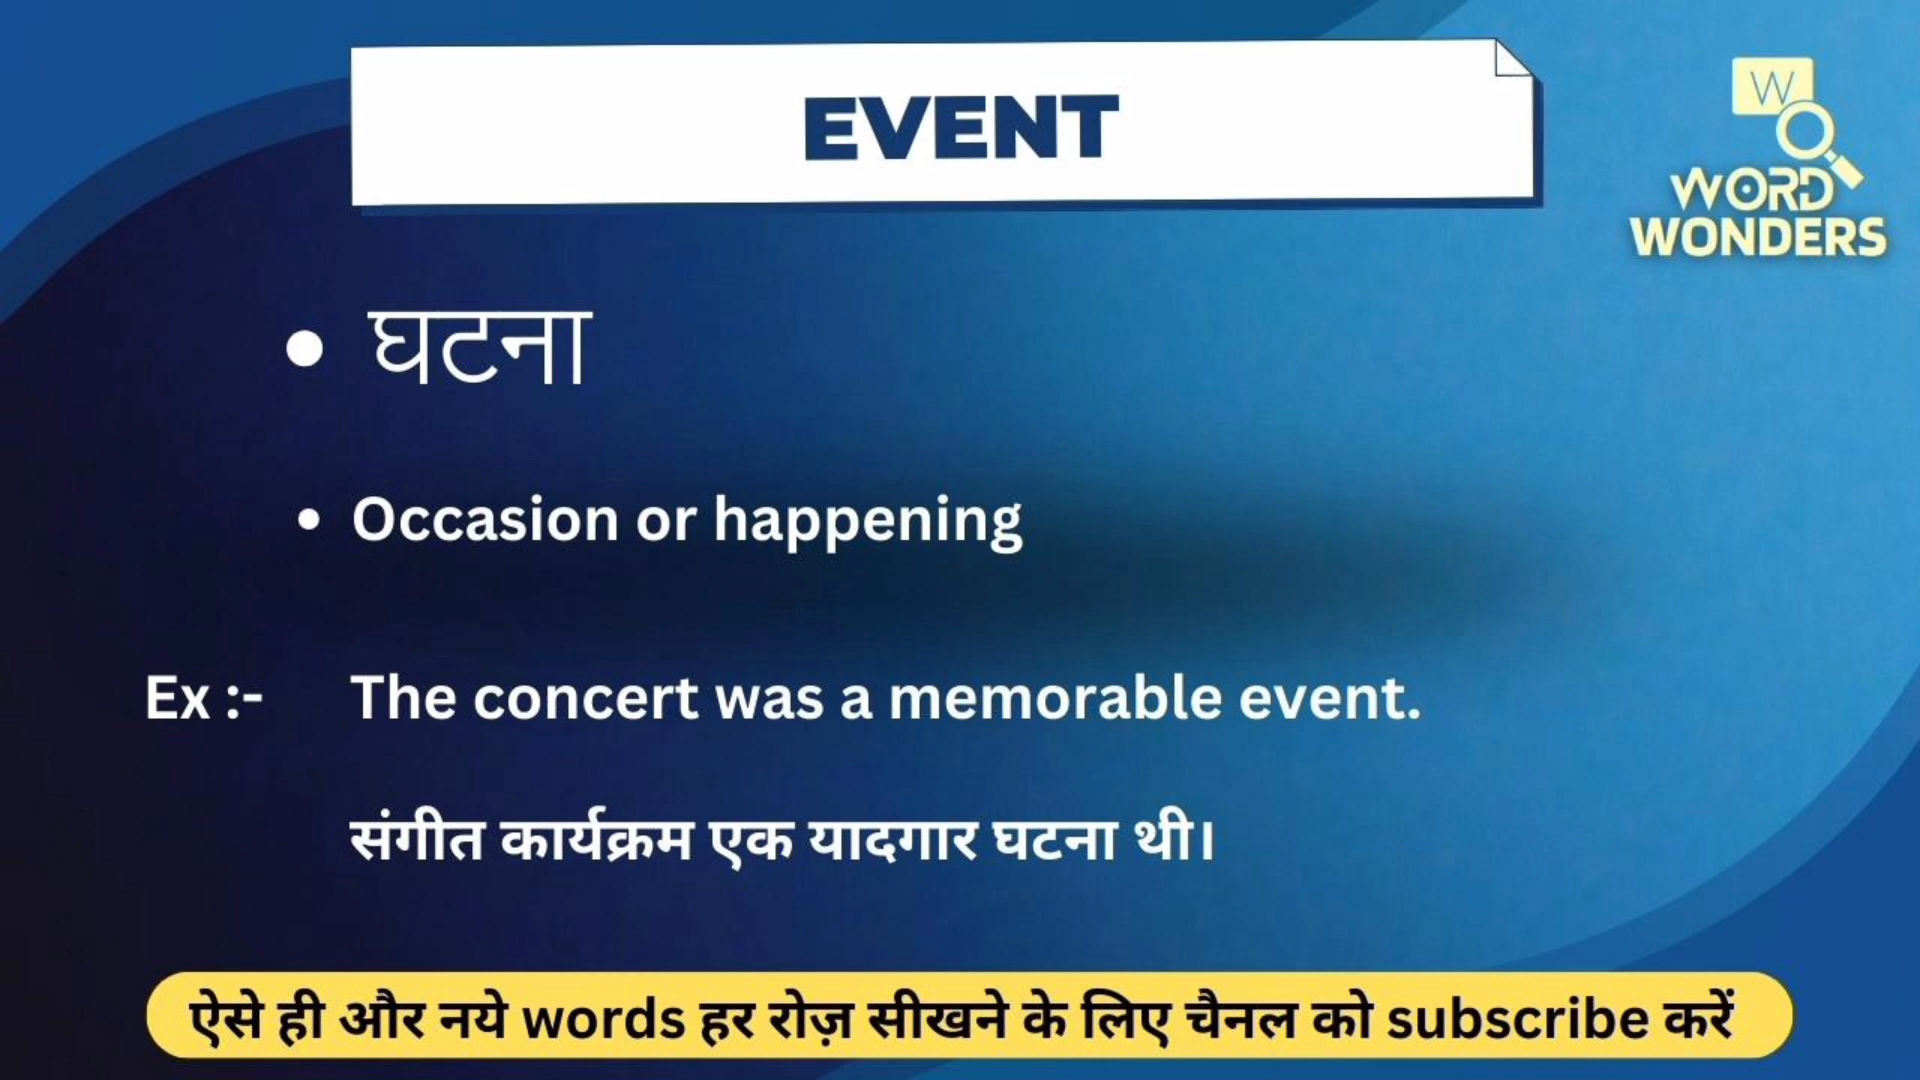 EVENT
W
WORD
WONDERS
• घटना
• Occasion or happening
Ex :- The concert was a memorable event.
संगीत कार्यक्रम एक यादगार घटना थी।
ऐसे ही और नये words हर रोज़ सीखने के लिए चैनल को subscribe करें